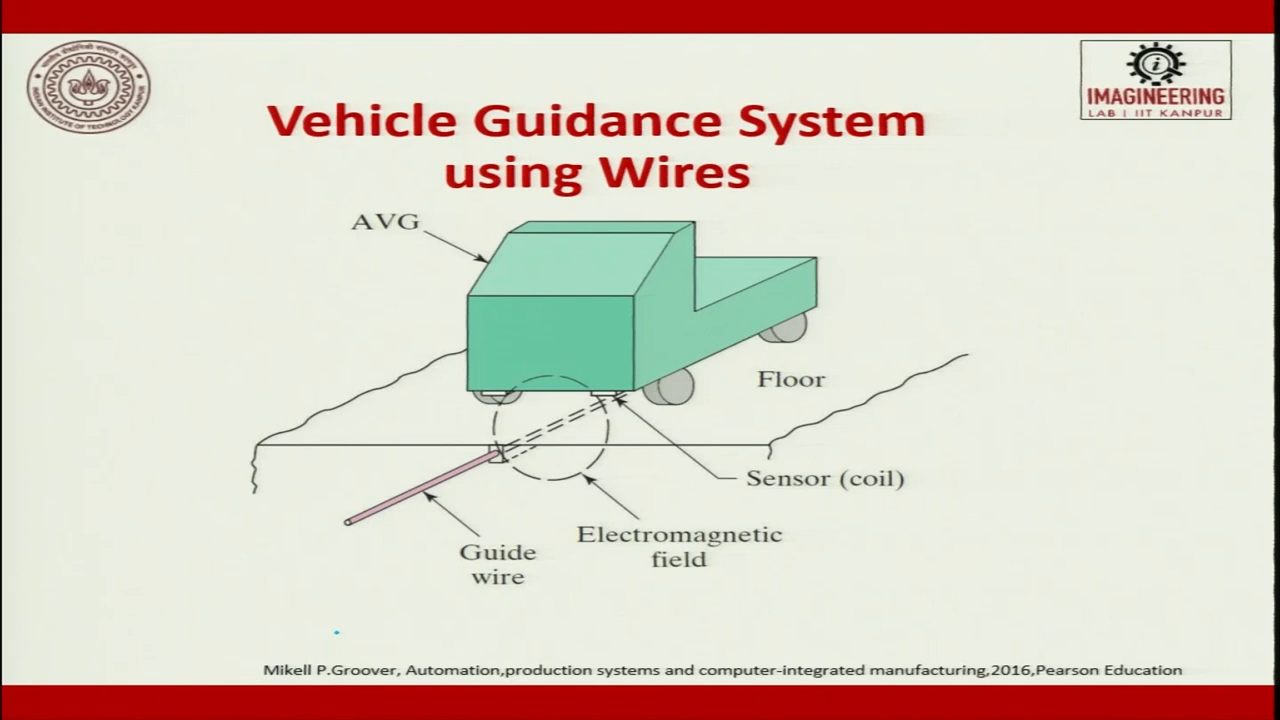 IMAGINEERING
LAB | IIT KANPUR
Vehicle Guidance System
using Wires
AVG
Floor
Sensor (coil)
Electromagnetic
field
Guide
wire
Mikell P.Groover, Automation,production systems and computer-integrated manufacturing,2016,Pearson Education